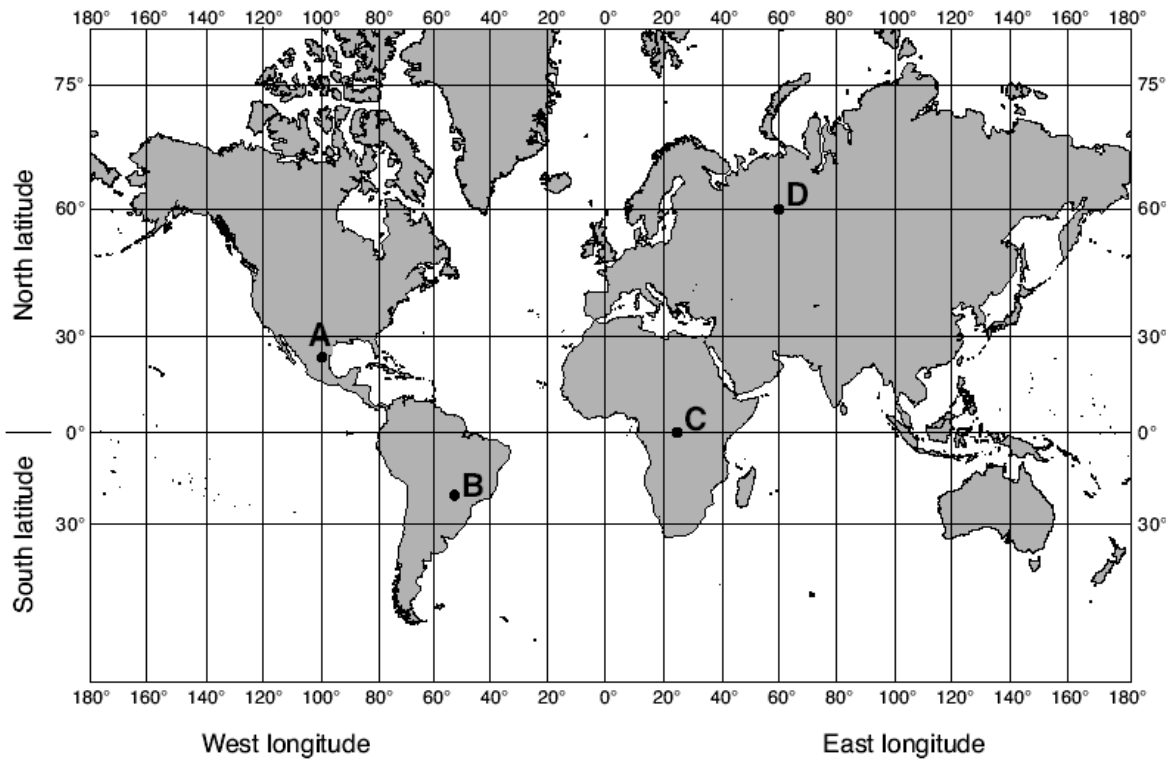 180° 160° 140° 120° 100° 80° 60° 40° 20° 0° 20° 40° 60° 80° 100° 120° 140° 160° 180°
75° 75°
60° D 60°
North latitude
30° A 30°
0° C 0°
South latitude
B
30° 30°
180° 160° 140° 120° 100° 80° 60° 40° 20° 0° 20° 40° 60° 80° 100° 120° 140° 160° 180°
West longitude East longitude